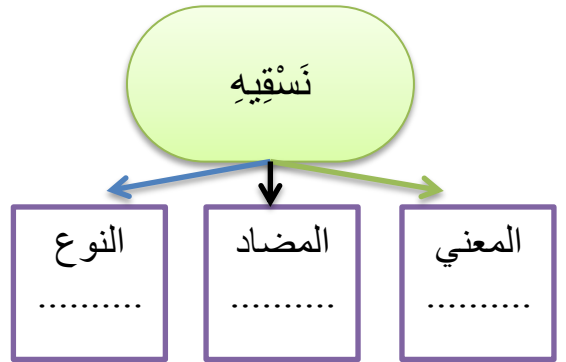 نَسْقِيهِ
المعني
..........
المضاد
..........
النوع
..........